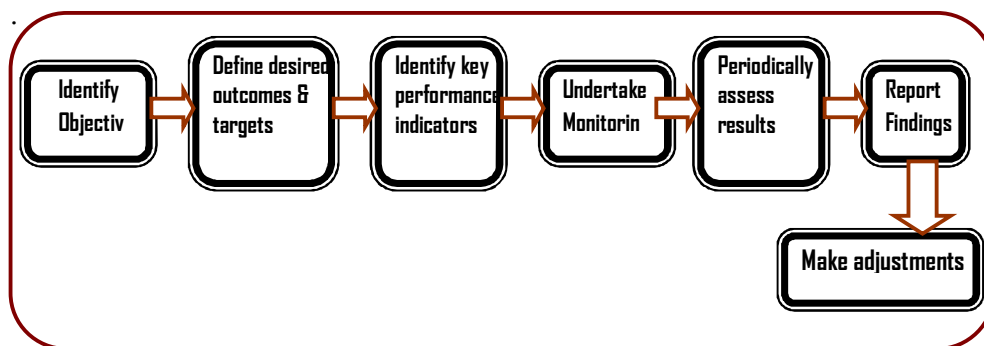 .
Identify
Objectiv
Define desired
outcomes &
targets
Identify key
performance
indicators
Undertake
Monitorin
Periodically
assess
results
Report
Findings
Make adjustments